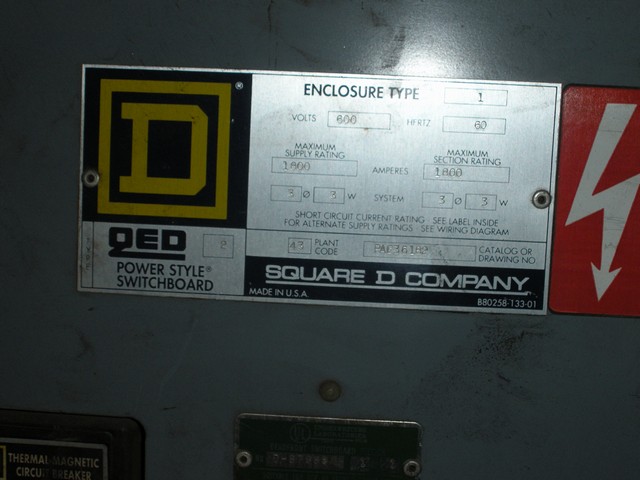 D
®
ENCLOSURE TYPE 1
VOLTS 600 HERTZ 60
MAXIMUM SUPPLY RATING
1800
AMPERES
MAXIMUM SECTION RATING
1800
3 Ø 3 W SYSTEM 3 Ø 3 W
SHORT CIRCUIT CURRENT RATING - SEE LABEL INSIDE
FOR ALTERNATE SUPPLY RATINGS - SEE WIRING DIAGRAM
QED 2
POWER STYLE®
SWITCHBOARD
43 PLANT CODE
CATALOG OR DRAWING NO
SQUARE D COMPANY
MADE IN U.S.A.
B80258-133-01
THERMAL-MAGNETIC
CIRCUIT BREAKER